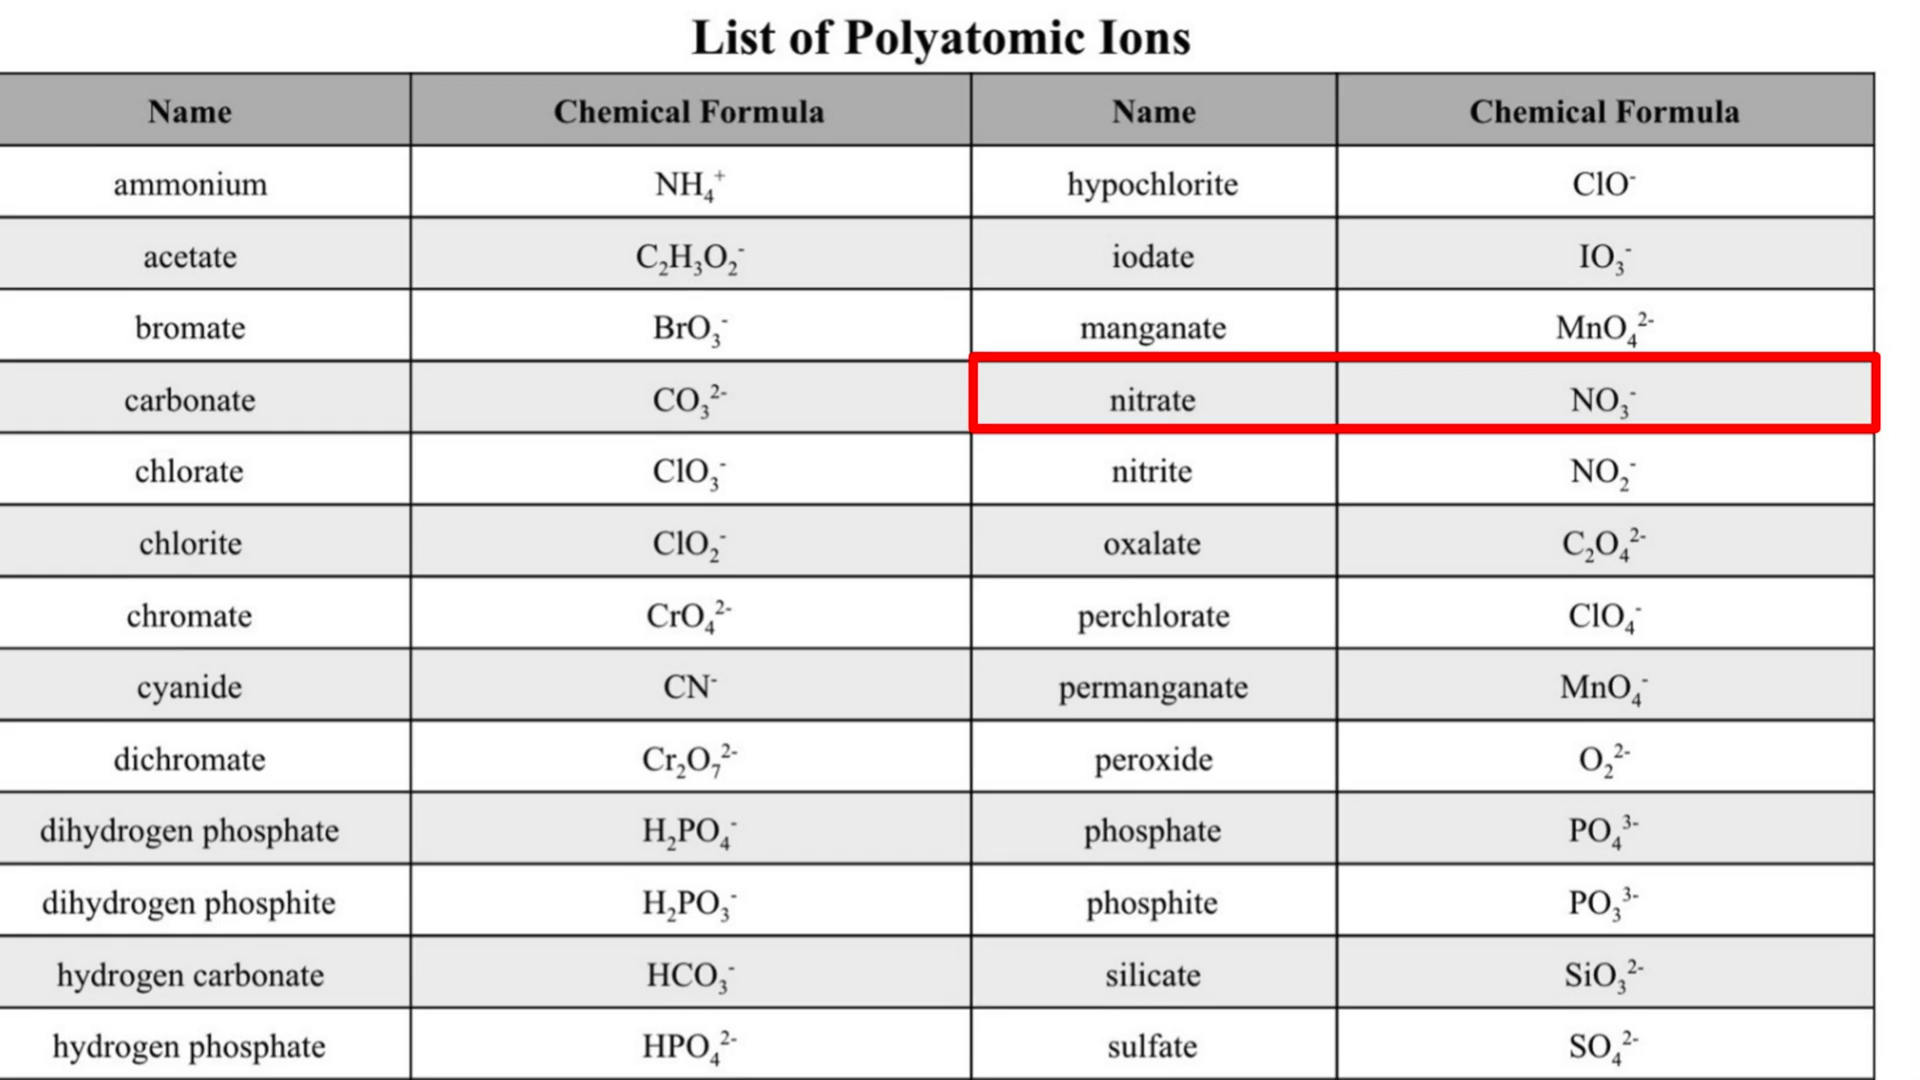 List of Polyatomic Ions
Name Chemical Formula Name Chemical Formula
ammonium NH₄⁺ hypochlorite ClO⁻
acetate C₂H₃O₂⁻ iodate IO₃⁻
bromate BrO₃⁻ manganate MnO₄²⁻
carbonate CO₃²⁻ nitrate NO₃⁻
chlorate ClO₃⁻ nitrite NO₂⁻
chlorite ClO₂⁻ oxalate C₂O₄²⁻
chromate CrO₄²⁻ perchlorate ClO₄⁻
cyanide CN⁻ permanganate MnO₄⁻
dichromate Cr₂O₇²⁻ peroxide O₂²⁻
dihydrogen phosphate H₂PO₄⁻ phosphate PO₄³⁻
dihydrogen phosphite H₂PO₃⁻ phosphite PO₃³⁻
hydrogen carbonate HCO₃⁻ silicate SiO₃²⁻
hydrogen phosphate HPO₄²⁻ sulfate SO₄²⁻